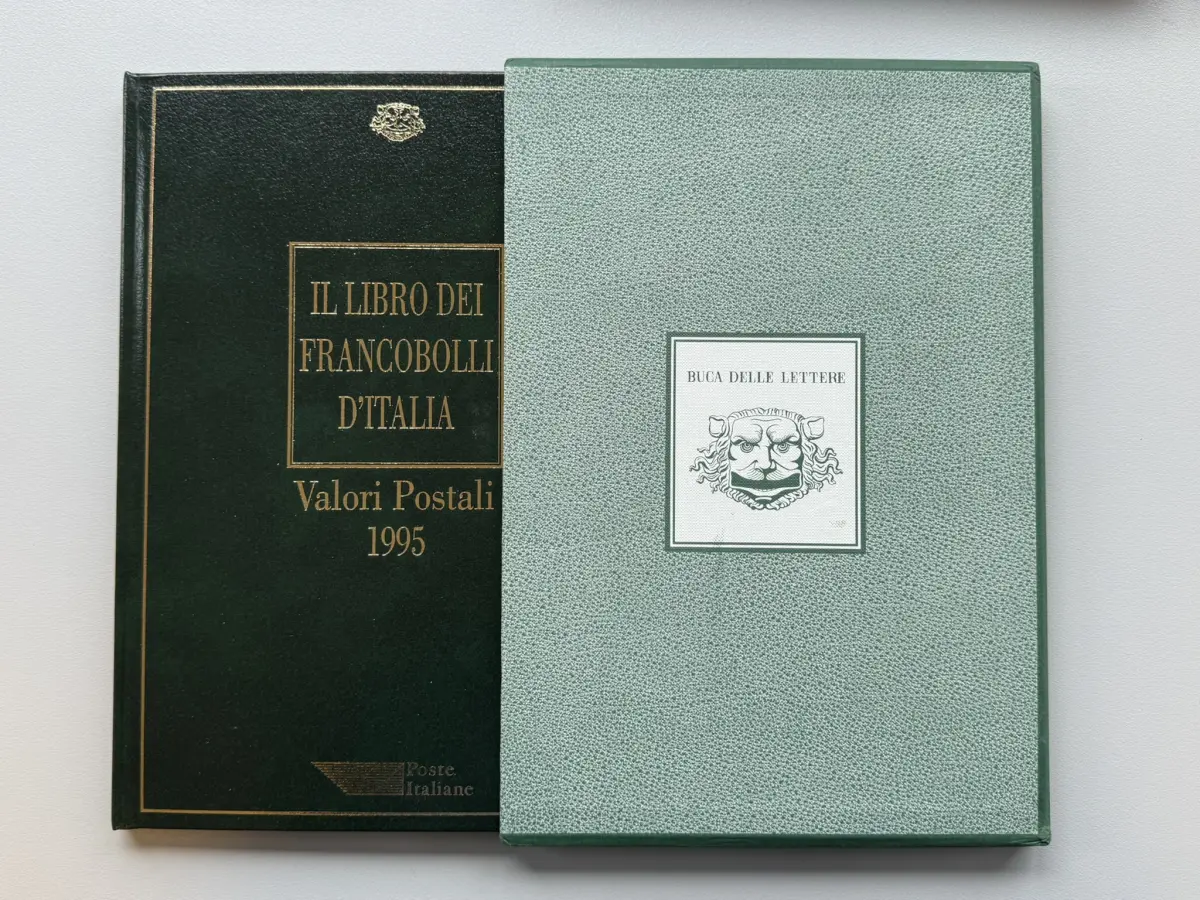 IL LIBRO DEI
FRANCOBOLLI
D'ITALIA
Valori Postali
1995
Poste
Italiane
BUCA DELLE LETTERE